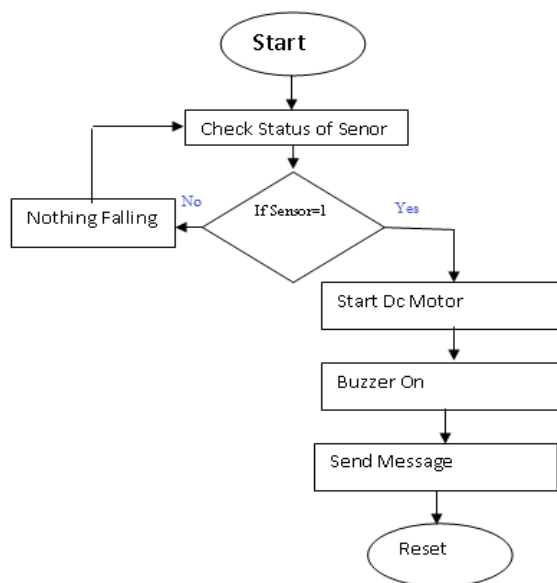 Start
Check Status of Senor
If Sensor=1
No
Yes
Nothing Falling
Start Dc Motor
Buzzer On
Send Message
Reset